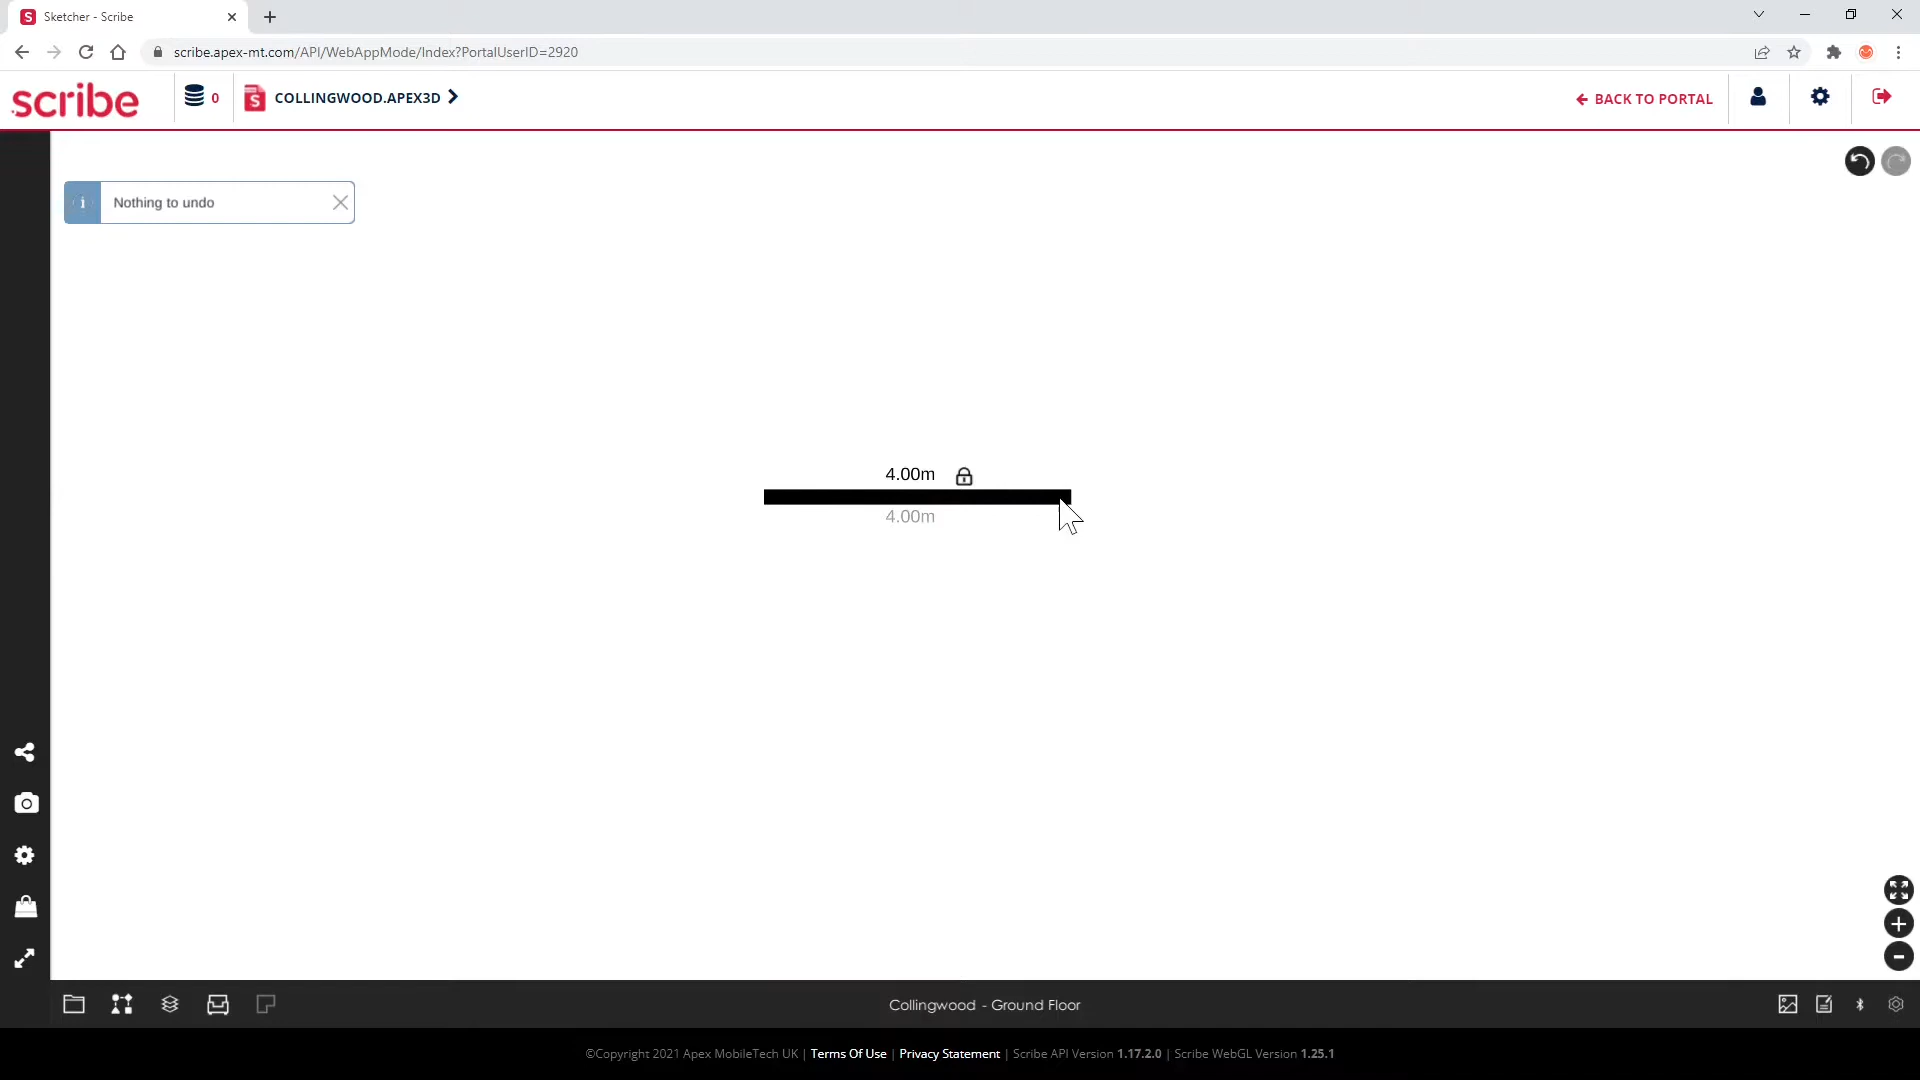 Sketcher - Scribe
scribe.apex-mt.com/API/WebAppMode/Index?PortalUserID=2920
scribe
0
S
COLLINGWOOD.APEX3D
BACK TO PORTAL
Nothing to undo
4.00m
4.00m
Collingwood - Ground Floor
©Copyright 2021 Apex MobileTech UK | Terms Of Use | Privacy Statement | Scribe API Version 1.17.2.0 | Scribe WebGL Version 1.25.1